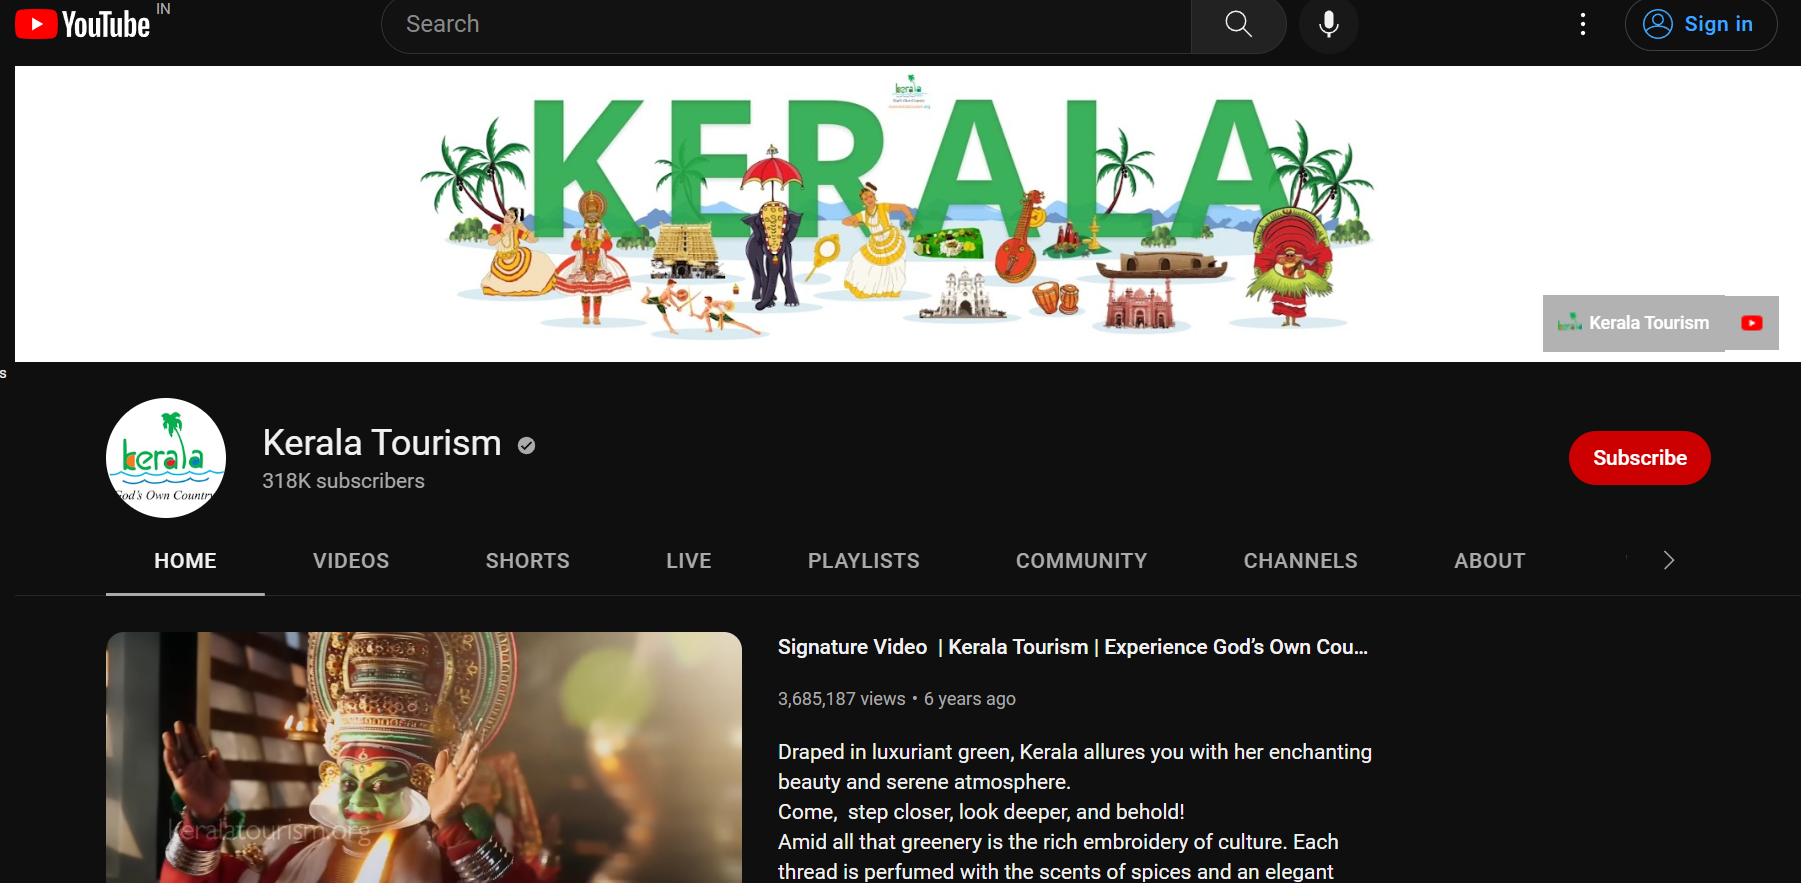 YouTube IN
Search
Sign in
kerala
KERALA
Kerala Tourism
s
kerala
God's Own Country
Kerala Tourism
318K subscribers
Subscribe
HOME
VIDEOS
SHORTS
LIVE
PLAYLISTS
COMMUNITY
CHANNELS
ABOUT
Signature Video | Kerala Tourism | Experience God's Own Cou...
3,685,187 views • 6 years ago
Draped in luxuriant green, Kerala allures you with her enchanting
beauty and serene atmosphere.
Come, step closer, look deeper, and behold!
Amid all that greenery is the rich embroidery of culture. Each
thread is perfumed with the scents of spices and an elegant
keralatourism.org